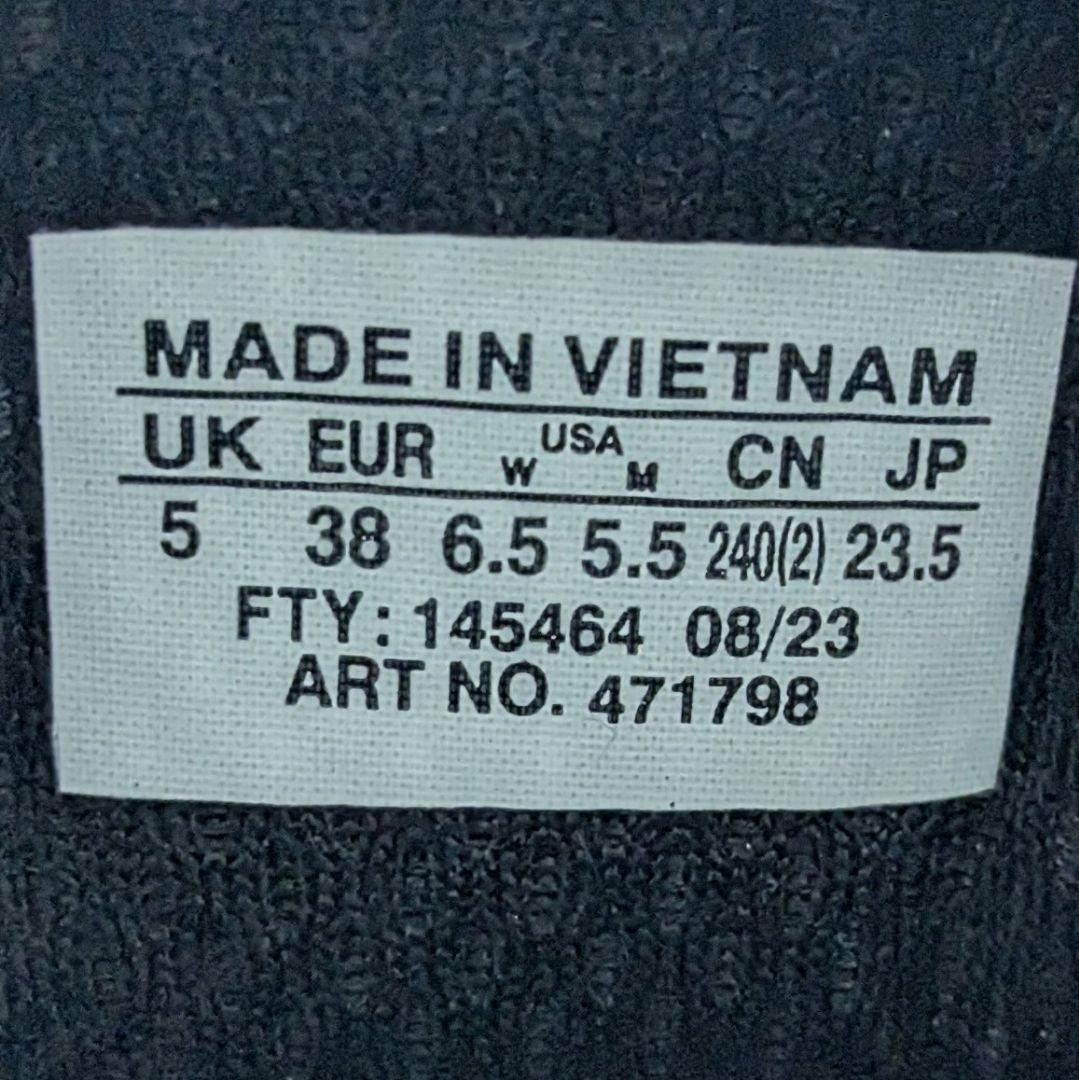 MADE IN VIETNAM
UK EUR W USA M CN JP
5 38 6.5 5.5 240(2) 23.5
FTY: 145464 08/23
ART NO. 471798